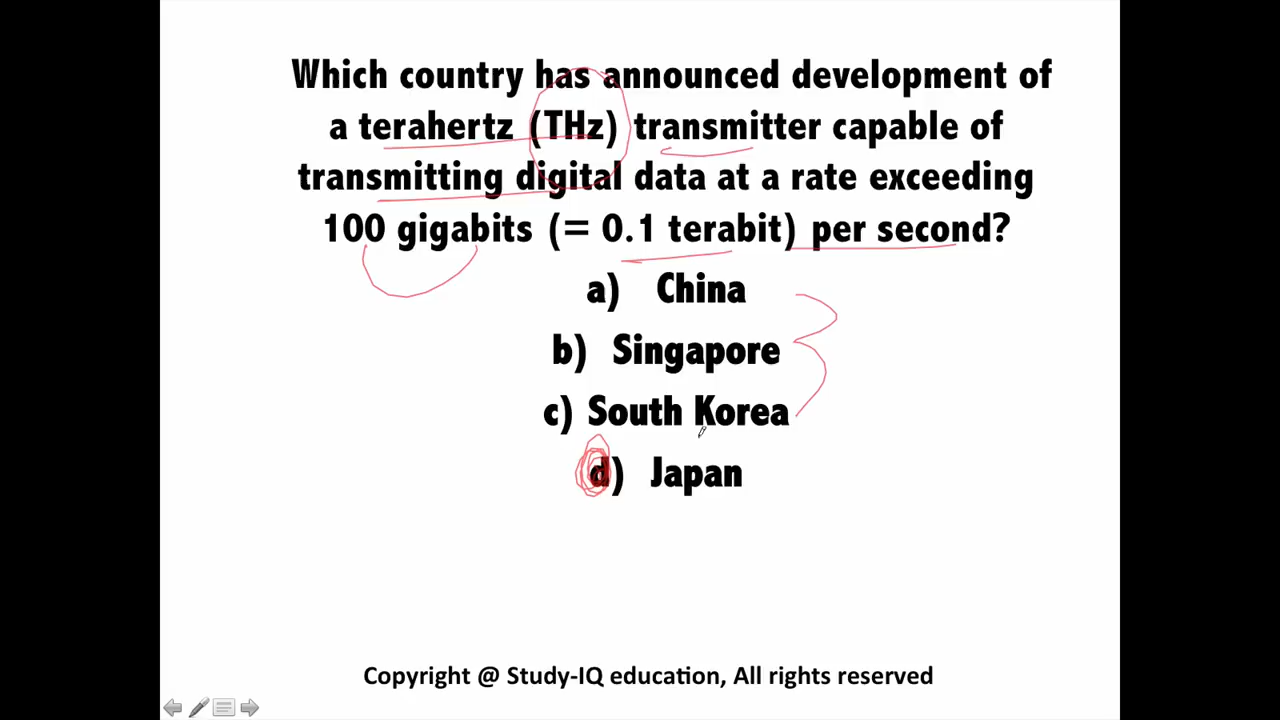 Which country has announced development of
a terahertz (THz) transmitter capable of
transmitting digital data at a rate exceeding
100 gigabits (= 0.1 terabit) per second?
a) China
b) Singapore
c) South Korea
d) Japan
Copyright @ Study-IQ education, All rights reserved